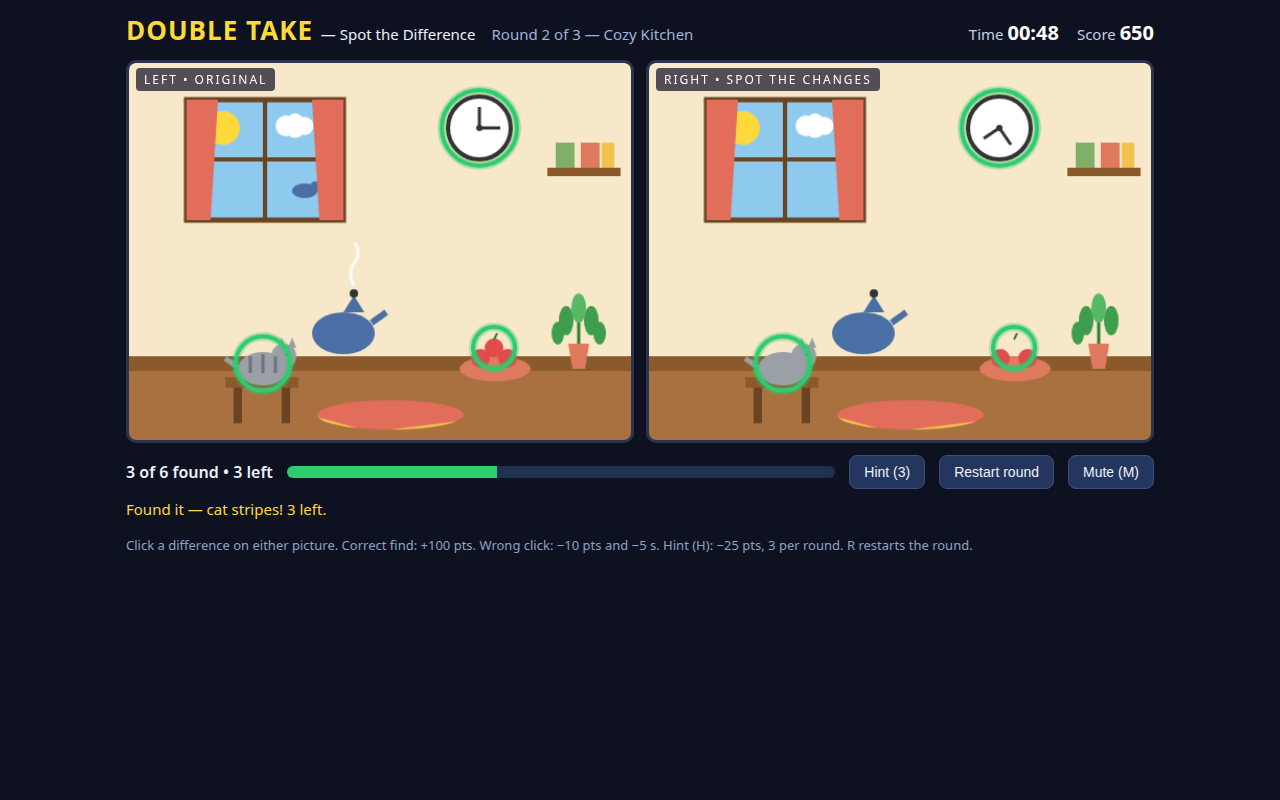 DOUBLE TAKE — Spot the Difference Round 2 of 3 — Cozy Kitchen Time 00:48 Score 650
LEFT • ORIGINAL
RIGHT • SPOT THE CHANGES
3 of 6 found • 3 left Hint (3) Restart round Mute (M)
Found it — cat stripes! 3 left.
Click a difference on either picture. Correct find: +100 pts. Wrong click: −10 pts and −5 s. Hint (H): −25 pts, 3 per round. R restarts the round.